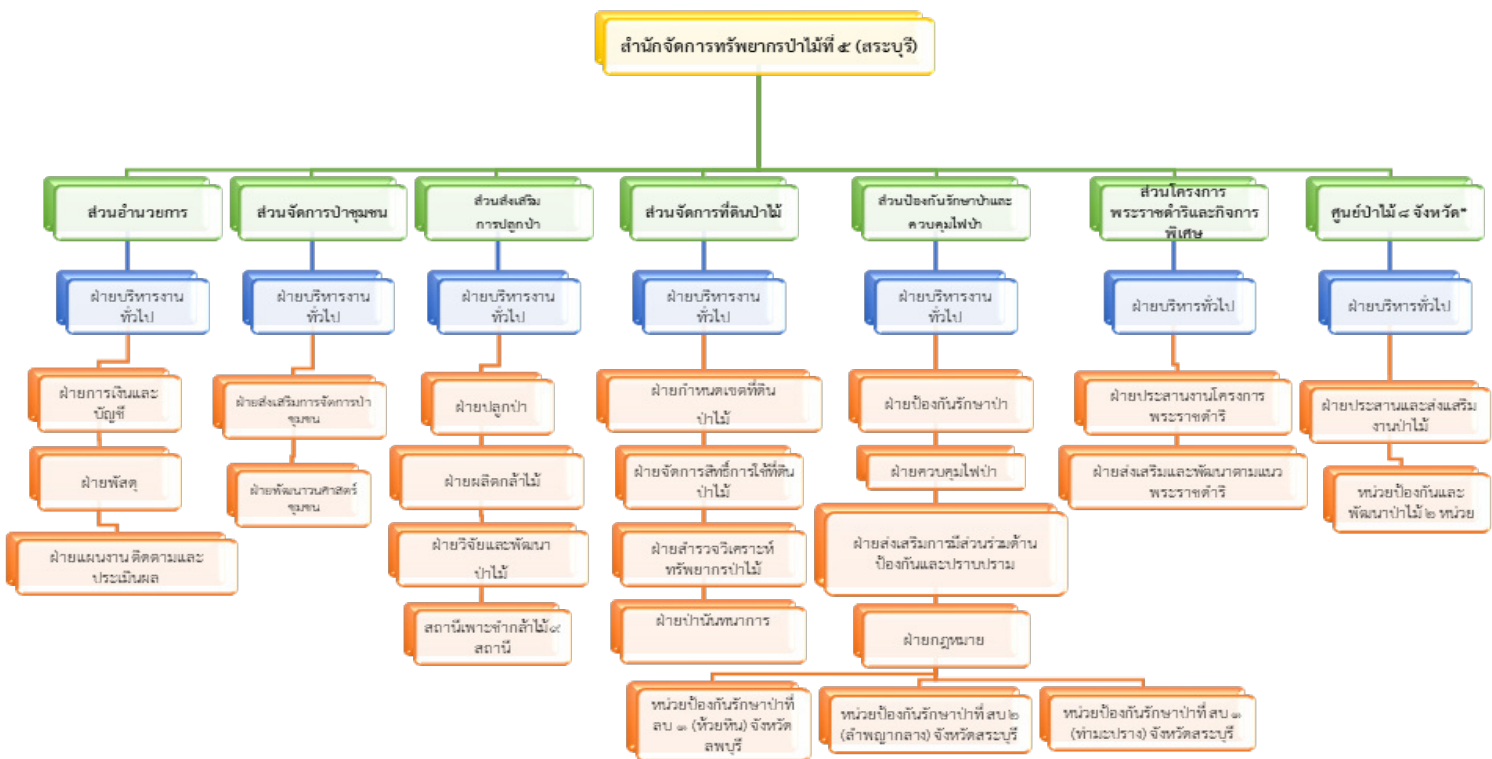 สำนักจัดการทรัพยากรป่าไม้ที่ ๕ (สระบุรี)
ส่วนอำนวยการ
ฝ่ายบริหารงาน
ทั่วไป
ฝ่ายการเงินและ
บัญชี
ฝ่ายพัสดุ
ฝ่ายแผนงาน ติดตามและ
ประเมินผล
ส่วนจัดการป่าชุมชน
ฝ่ายบริหารงาน
ทั่วไป
ฝ่ายส่งเสริมการจัดการป่า
ชุมชน
ฝ่ายพัฒนาวนศาสตร์
ชุมชน
ส่วนส่งเสริม
การปลูกป่า
ฝ่ายบริหารงาน
ทั่วไป
ฝ่ายปลูกป่า
ฝ่ายผลิตกล้าไม้
ฝ่ายวิจัยและพัฒนา
ป่าไม้
สถานีเพาะชำกล้าไม้
สถานี
ส่วนจัดการที่ดินป่าไม้
ฝ่ายบริหารงาน
ทั่วไป
ฝ่ายกำหนดเขตที่ดิน
ป่าไม้
ฝ่ายจัดการสิทธิ์การใช้ที่ดิน
ป่าไม้
ฝ่ายสำรวจวิเคราะห์
ทรัพยากรป่าไม้
ฝ่ายป่านันทนาการ
ส่วนป้องกันรักษาป่าและ
ควบคุมไฟป่า
ฝ่ายบริหารงาน
ทั่วไป
ฝ่ายป้องกันรักษาป่า
ฝ่ายควบคุมไฟป่า
ฝ่ายส่งเสริมการมีส่วนร่วมด้าน
ป้องกันและปราบปราม
ฝ่ายกฎหมาย
หน่วยป้องกันรักษาป่าที่
ลบ ๑ (ห้วยหิน) จังหวัด
ลพบุรี
หน่วยป้องกันรักษาป่าที่ สบ ๒
(ลำพญากลาง) จังหวัดสระบุรี
หน่วยป้องกันรักษาป่าที่ สบ ๑
(ท่ามะปราง) จังหวัดสระบุรี
ส่วนโครงการ
พระราชดำริและกิจการ
พิเศษ
ฝ่ายบริหารทั่วไป
ฝ่ายประสานงานโครงการ
พระราชดำริ
ฝ่ายส่งเสริมและพัฒนาตามแนว
พระราชดำริ
ศูนย์ป่าไม้ ๘ จังหวัด*
ฝ่ายบริหารทั่วไป
ฝ่ายประสานและส่งเสริม
งานป่าไม้
หน่วยป้องกันและ
พัฒนาป่าไม้ ๒ หน่วย